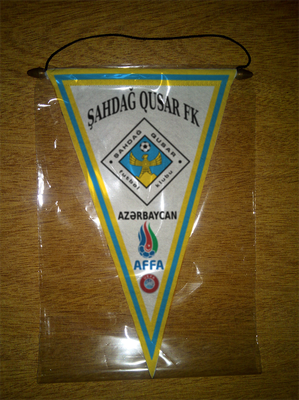 ŞAHDAĞ QUSAR FK
ŞAHDAĞ QUSAR
futbol klubu
AZƏRBAYCAN
AFFA